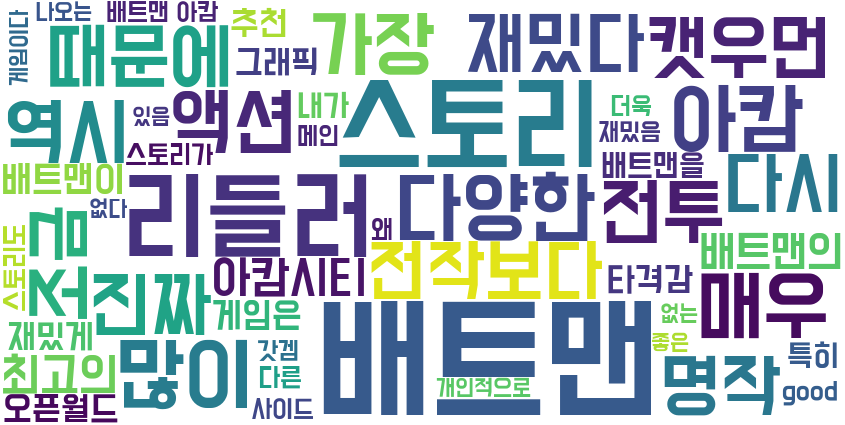 나오는
배트맨 아캄
게임이다
때문에
추천
그래픽
가장
재밌다
캣우먼
역시
있음
액션
내가
메인
스토리
더욱
재밌음
아캄
스토리가
배트맨이
없다
리들러
왜
다양한
배트맨을
전투
다시
스토리도
조금
진짜
아캄시티
전작보다
타격감
배트맨의
재밌게
게임은
없는
매우
최고의
많이
갓겜
다른
배트맨
좋은
명작
특히
오픈월드
사이드
개인적으로
good